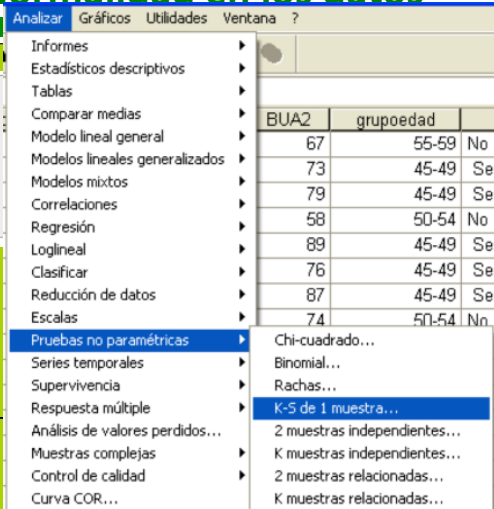 Analizar Gráficos Utilidades Ventana ?
Informes
Estadísticos descriptivos
Tablas
Comparar medias
Modelo lineal general
Modelos lineales generalizados
Modelos mixtos
Correlaciones
Regresión
Loglineal
Clasificar
Reducción de datos
Escalas
Pruebas no paramétricas
Series temporales
Supervivencia
Respuesta múltiple
Análisis de valores perdidos...
Muestras complejas
Control de calidad
Curva COR...
BUA2 grupoedad
67 55-59 No
73 45-49 Se
79 45-49 Se
58 50-54 No
89 45-49 Se
76 45-49 Se
87 45-49 Se
74 50-54 No
Chi-cuadrado...
Binomial...
Rachas...
K-S de 1 muestra...
2 muestras independientes...
K muestras independientes...
2 muestras relacionadas...
K muestras relacionadas...